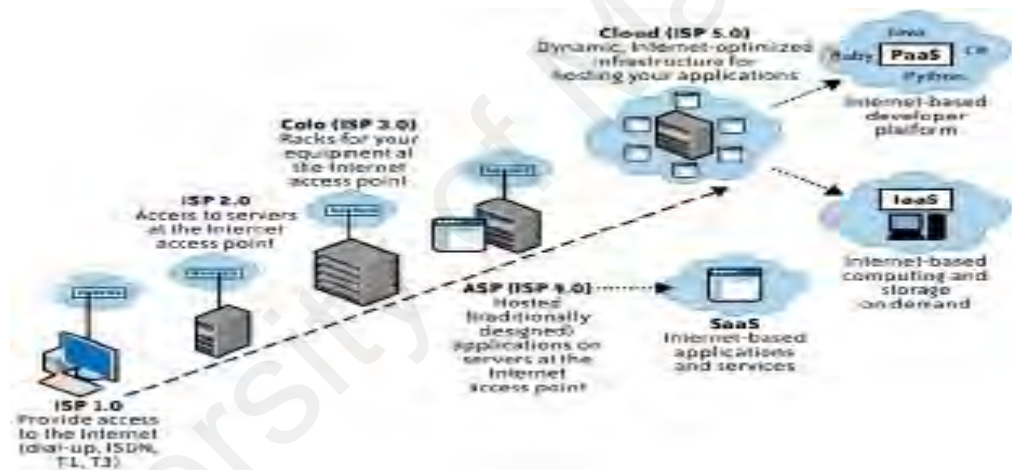 Cloud (ISP 5.0)
Dynamic, Internet-optimized
infrastructure for
hosting your applications
Java
Ruby PaaS C#
Python
Internet-based
developer
platform
Colo (ISP 3.0)
Racks for your
equipment at
the Internet
access point
ISP 2.0
Access to servers
at the Internet
access point
IaaS
Internet-based
computing and
storage
on demand
ASP (ISP 4.0)
Hosted
(traditionally
designed)
applications on
servers at the
Internet
access point
SaaS
Internet-based
applications
and services
ISP 1.0
Provide access
to the Internet
(dial-up, ISDN,
T1, T3)